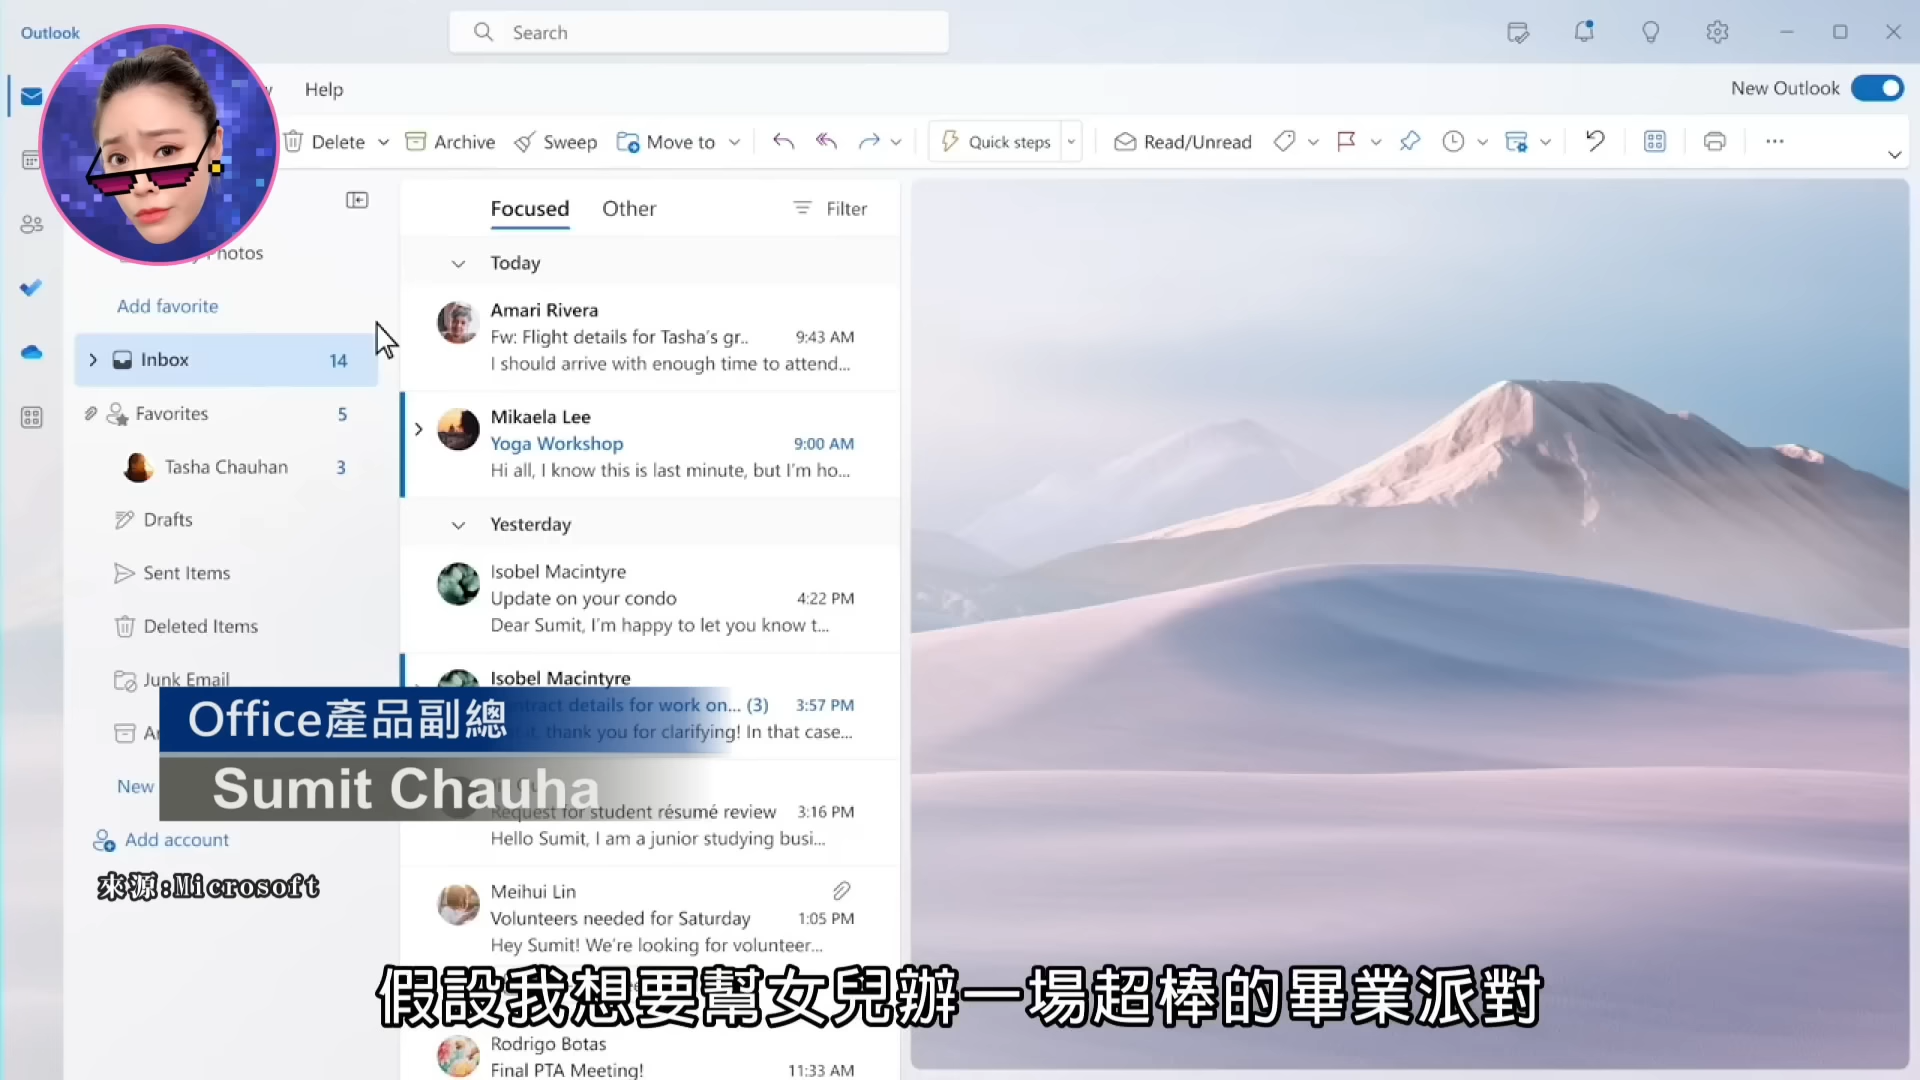 Outlook
Search
Help
New Outlook
Delete
Archive
Sweep
Move to
Quick steps
Read/Unread
Add favorite
Inbox 14
Favorites 5
Tasha Chauhan 3
Drafts
Sent Items
Deleted Items
Junk Email
New
Add account
Focused
Other
Filter
Today
Amari Rivera
Fw: Flight details for Tasha's gr.. 9:43 AM
I should arrive with enough time to attend...
Mikaela Lee
Yoga Workshop 9:00 AM
Hi all, I know this is last minute, but I'm ho...
Yesterday
Isobel Macintyre
Update on your condo 4:22 PM
Dear Sumit, I'm happy to let you know t...
Isobel Macintyre
details for work on... (3) 3:57 PM
thank you for clarifying! In that case...
Request for student résumé review 3:16 PM
Hello Sumit, I am a junior studying busi...
Meihui Lin
Volunteers needed for Saturday 1:05 PM
Hey Sumit! We're looking for volunteer...
Rodrigo Botas
Final PTA Meeting! 11:33 AM
Office產品副總
Sumit Chauha
來源:Microsoft
假設我想要幫女兒辦一場超棒的畢業派對